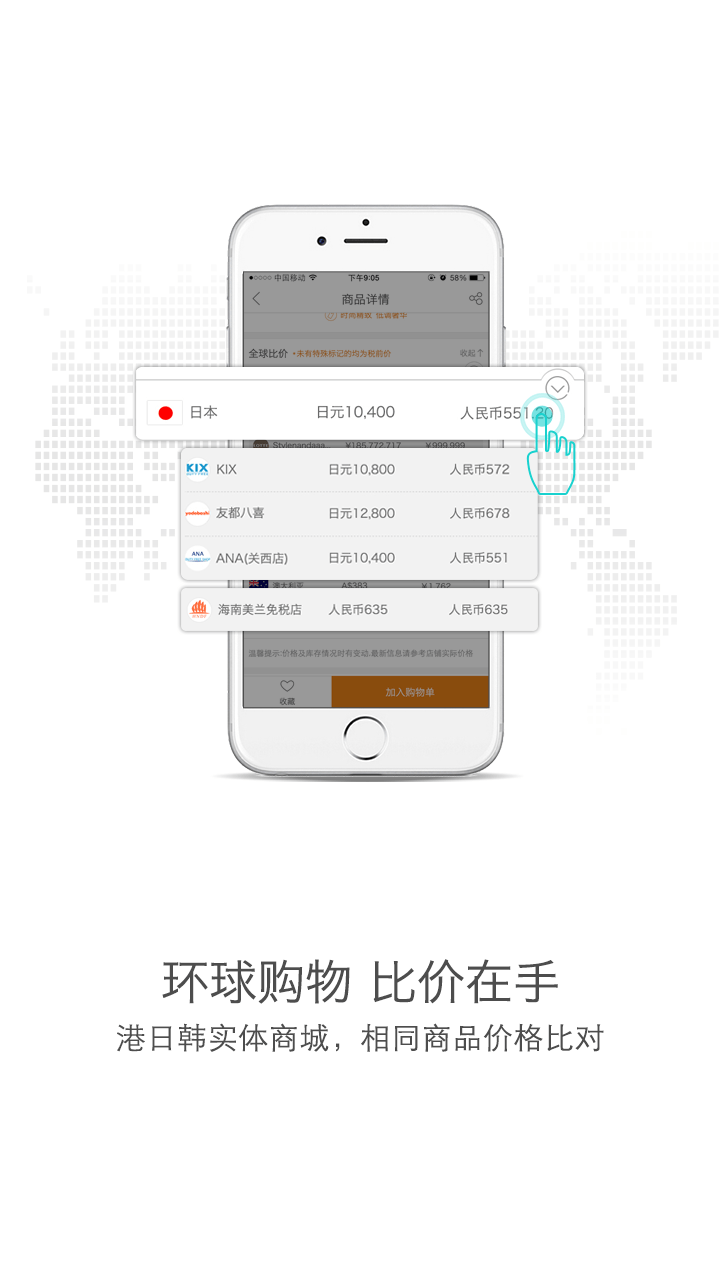 中国移动 下午9:05 58%
商品详情
时尚精致 低调奢华
全球比价 •未有特殊标记的均为税前价 收起
日本 日元10,400 人民币551.20
Stylenandaaa... ¥185,772,717 ¥999,999
KIX KIX 日元10,800 人民币572
yodobashi 友都八喜 日元12,800 人民币678
ANA ANA(关西店) 日元10,400 人民币551
澳大利亚 A$383 ¥1,762
海南美兰免税店 人民币635 人民币635
温馨提示:价格及库存情况时有变动,最新信息请参考店铺实际价格
收藏 加入购物单
环球购物 比价在手
港日韩实体商城，相同商品价格比对